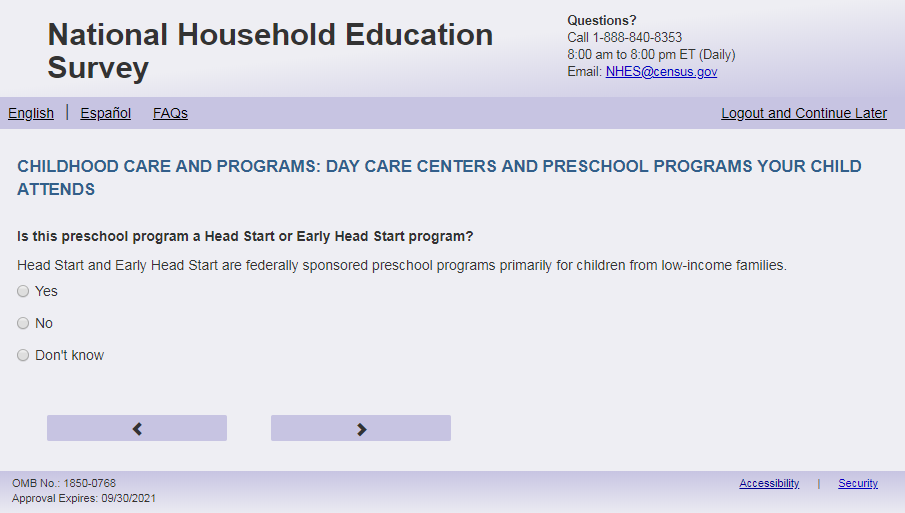 National Household Education
Survey
Questions?
Call 1-888-840-8353
8:00 am to 8:00 pm ET (Daily)
Email: NHES@census.gov
English | Español FAQs Logout and Continue Later
CHILDHOOD CARE AND PROGRAMS: DAY CARE CENTERS AND PRESCHOOL PROGRAMS YOUR CHILD
ATTENDS
Is this preschool program a Head Start or Early Head Start program?
Head Start and Early Head Start are federally sponsored preschool programs primarily for children from low-income families.
Yes
No
Don't know
OMB No.: 1850-0768
Approval Expires: 09/30/2021
Accessibility | Security